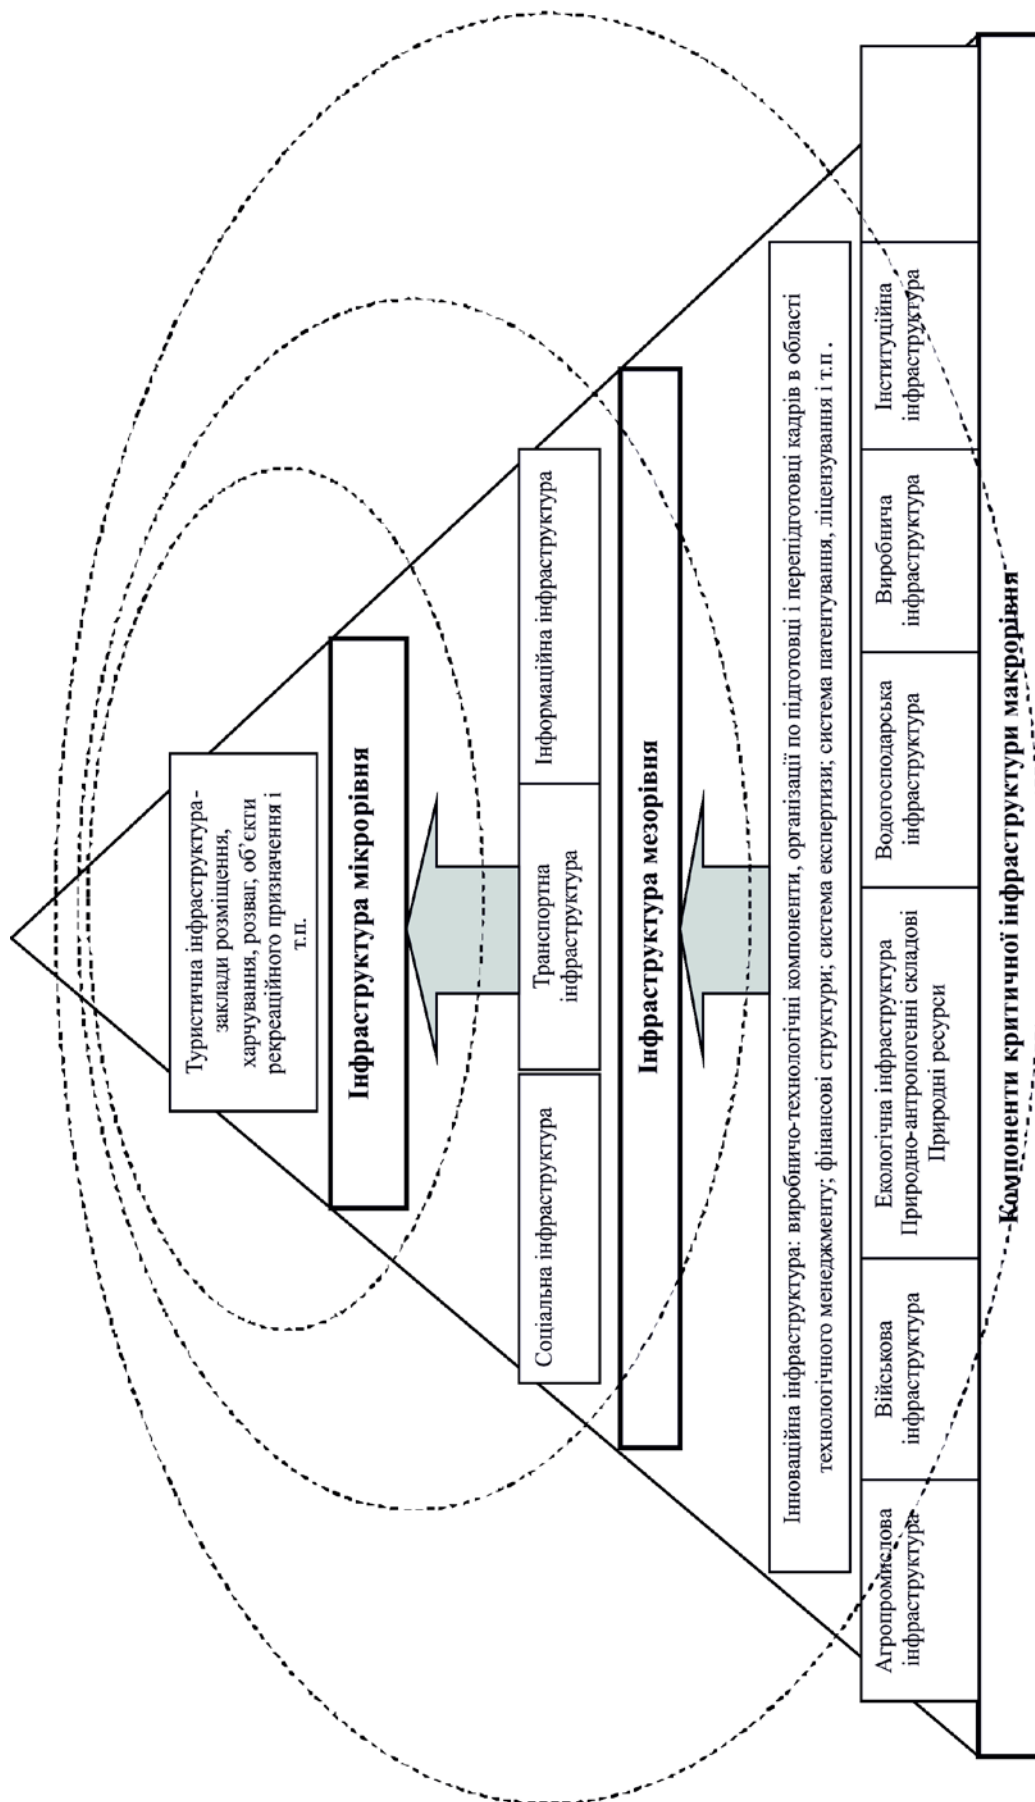 Туристична інфраструктура-
заклади розміщення,
харчування, розваг, об’єкти
рекреаційного призначення і
т.п.
Інфраструктура мікрорівня
Соціальна інфраструктура
Транспортна
інфраструктура
Інформаційна інфраструктура
Інфраструктура мезорівня
Інноваційна інфраструктура: виробничо-технологічні компоненти, організації по підготовці і перепідготовці кадрів в області
технологічного менеджменту; фінансові структури; система експертизи; система патентування, ліцензування і т.п .
Агропромислова
інфраструктура
Військова
інфраструктура
Екологічна інфраструктура
Природно-антропогенні складові
Природні ресурси
Водогосподарська
інфраструктура
Виробнича
інфраструктура
Інституційна
інфраструктура
Компоненти критичної інфраструктури макрорівня